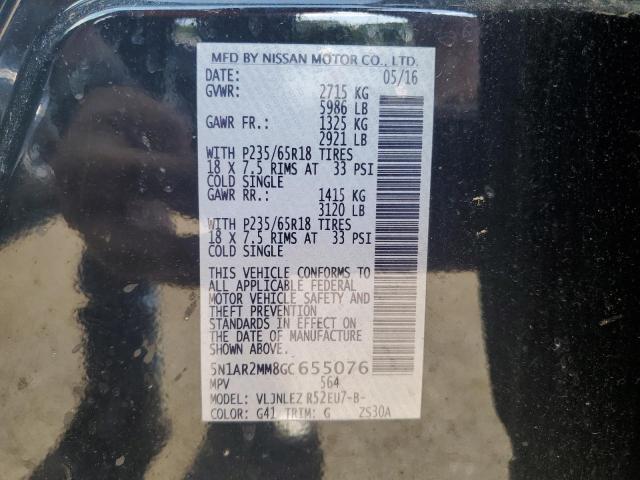 MFD BY NISSAN MOTOR CO., LTD.
DATE: 05/16
GVWR: 2715 KG
5986 LB
GAWR FR.: 1325 KG
2921 LB
WITH P235/65R18 TIRES
18 X 7.5 RIMS AT 33 PSI
COLD SINGLE
GAWR RR.: 1415 KG
3120 LB
WITH P235/65R18 TIRES
18 X 7.5 RIMS AT 33 PSI
COLD SINGLE
THIS VEHICLE CONFORMS TO
ALL APPLICABLE FEDERAL
MOTOR VEHICLE SAFETY AND
THEFT PREVENTION
STANDARDS IN EFFECT ON
THE DATE OF MANUFACTURE
SHOWN ABOVE.
5N1AR2MM8GC655076
MPV 564
MODEL: VLJNLEZ R52EU7-B-
COLOR: G41 TRIM: G ZS30A